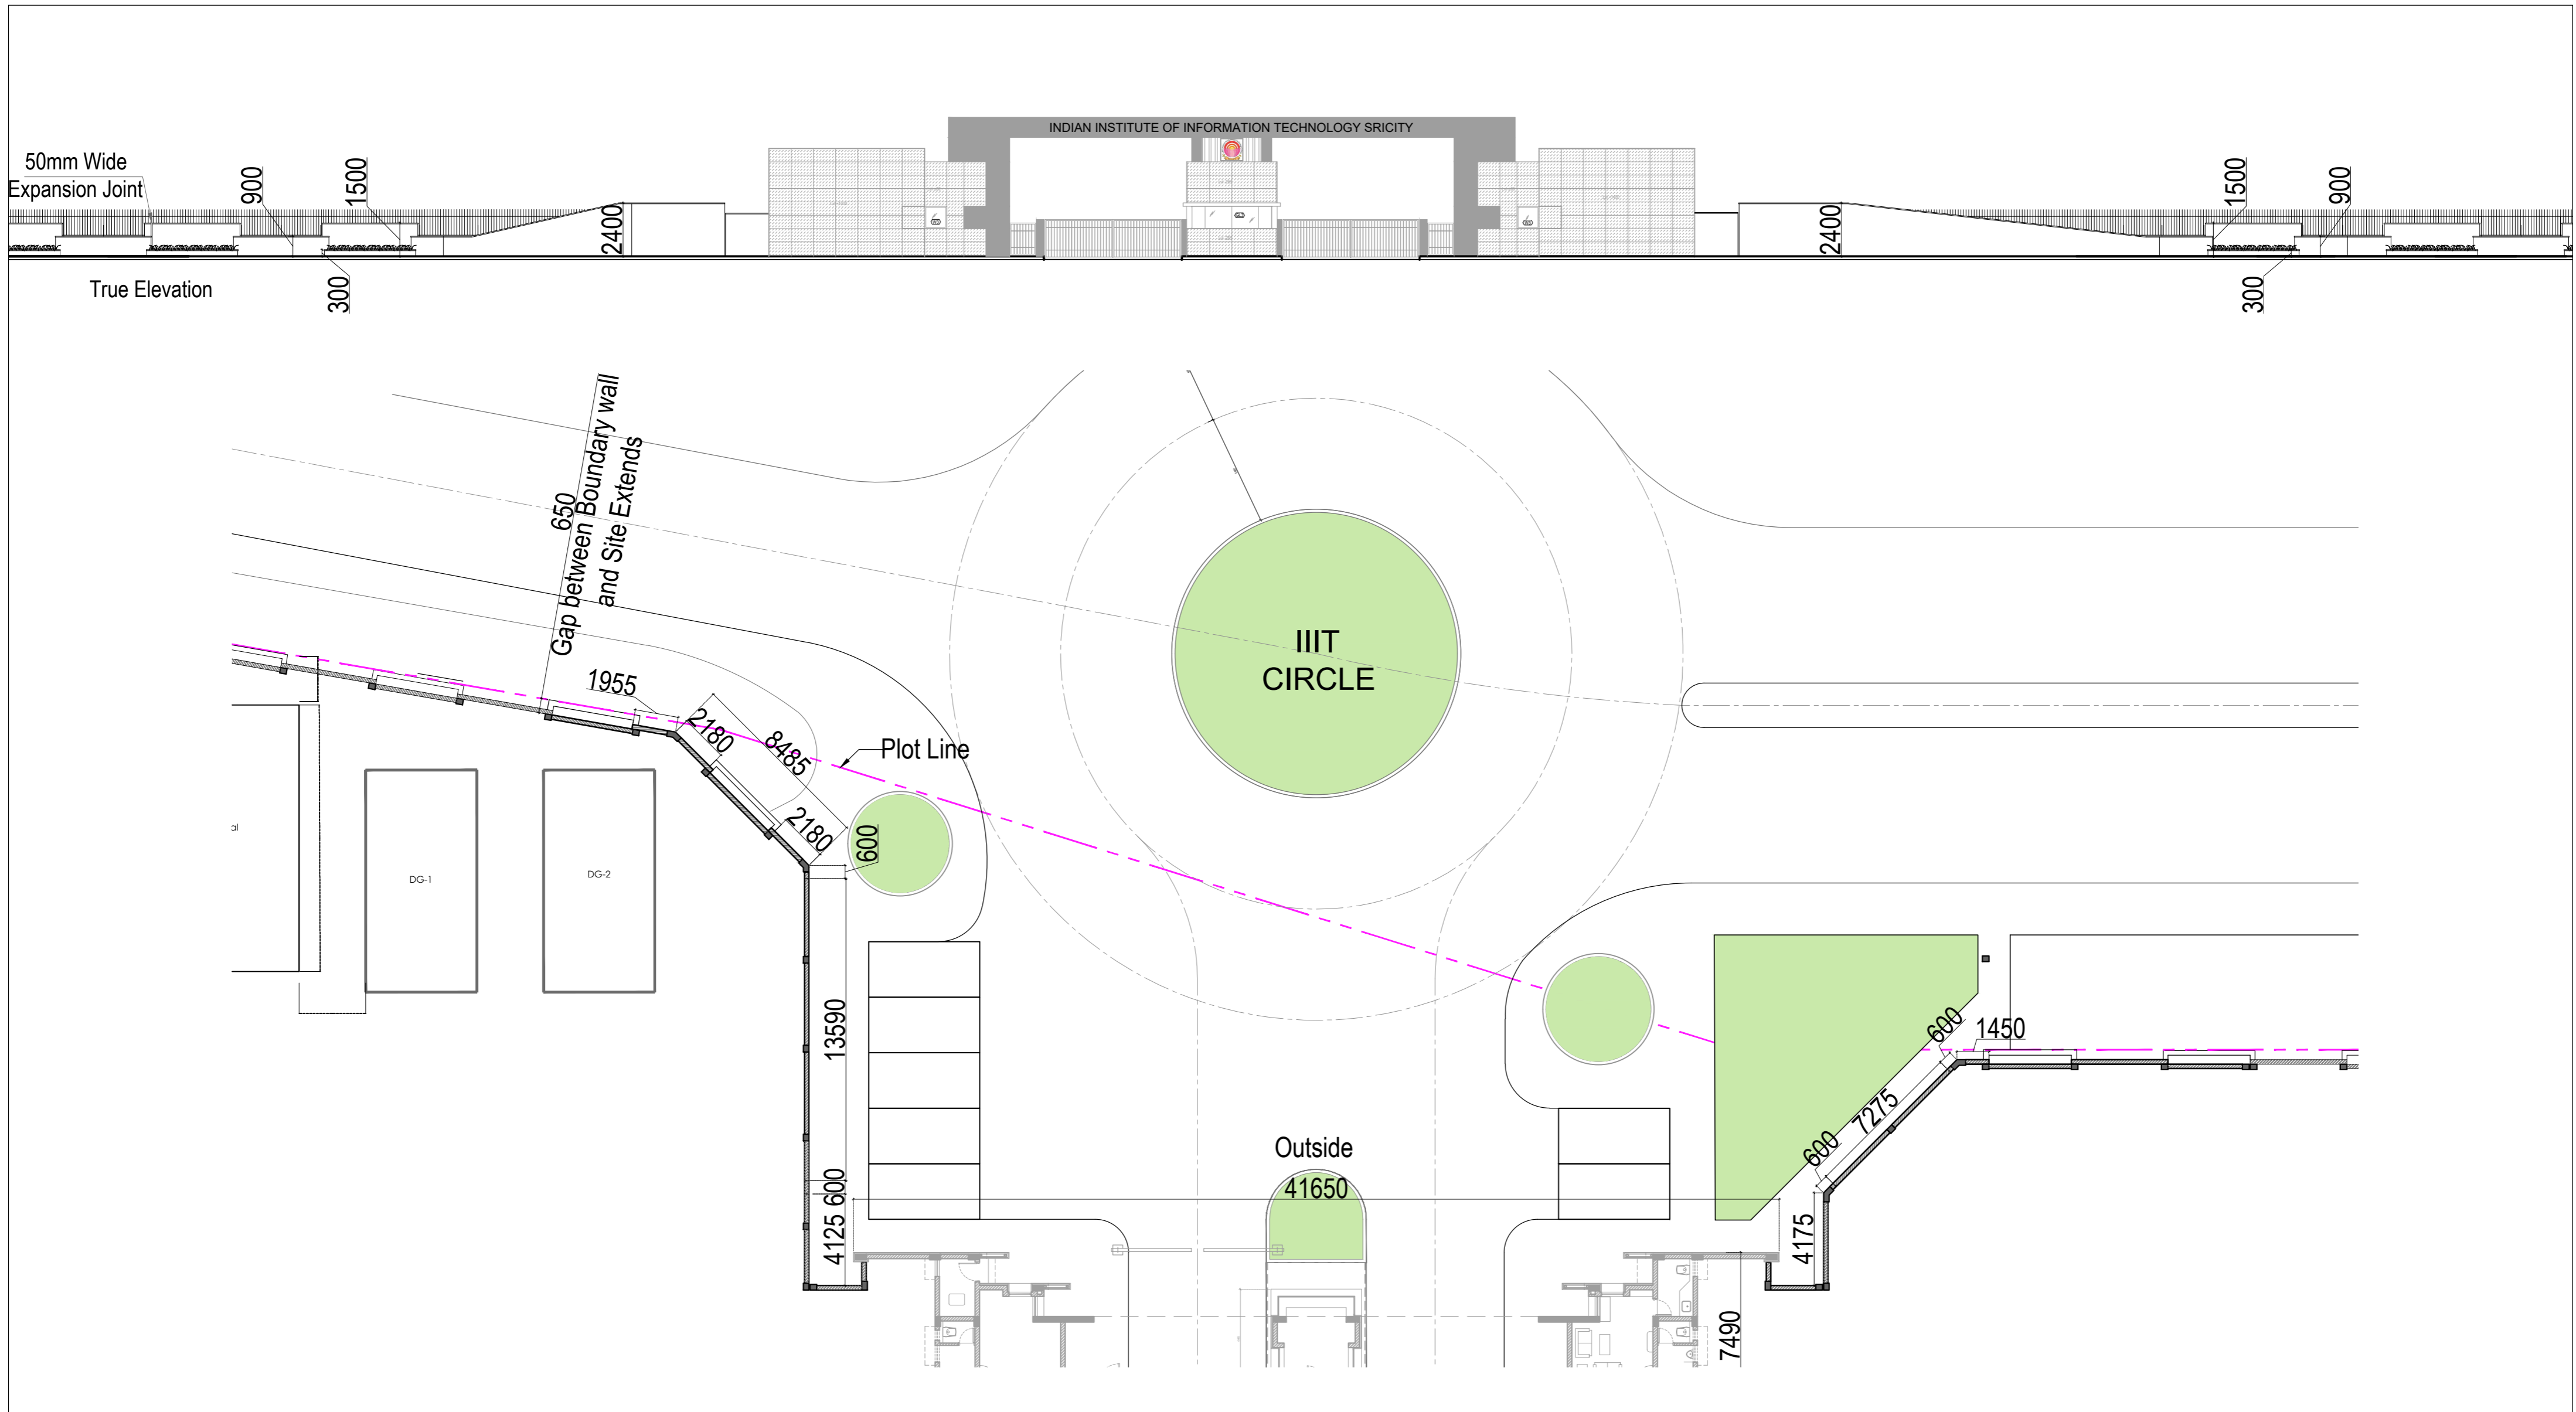 INDIAN INSTITUTE OF INFORMATION TECHNOLOGY SRICITY
50mm Wide
Expansion Joint
900
1500
2400
300
2400
1500
900
300
True Elevation
650
Gap between Boundary wall
and Site Extends
1955
2180
8485
2180
600
Plot Line
IIIT
CIRCLE
DG-1
DG-2
13590
600
4125
Outside
41650
600
1450
7275
600
4175
7490